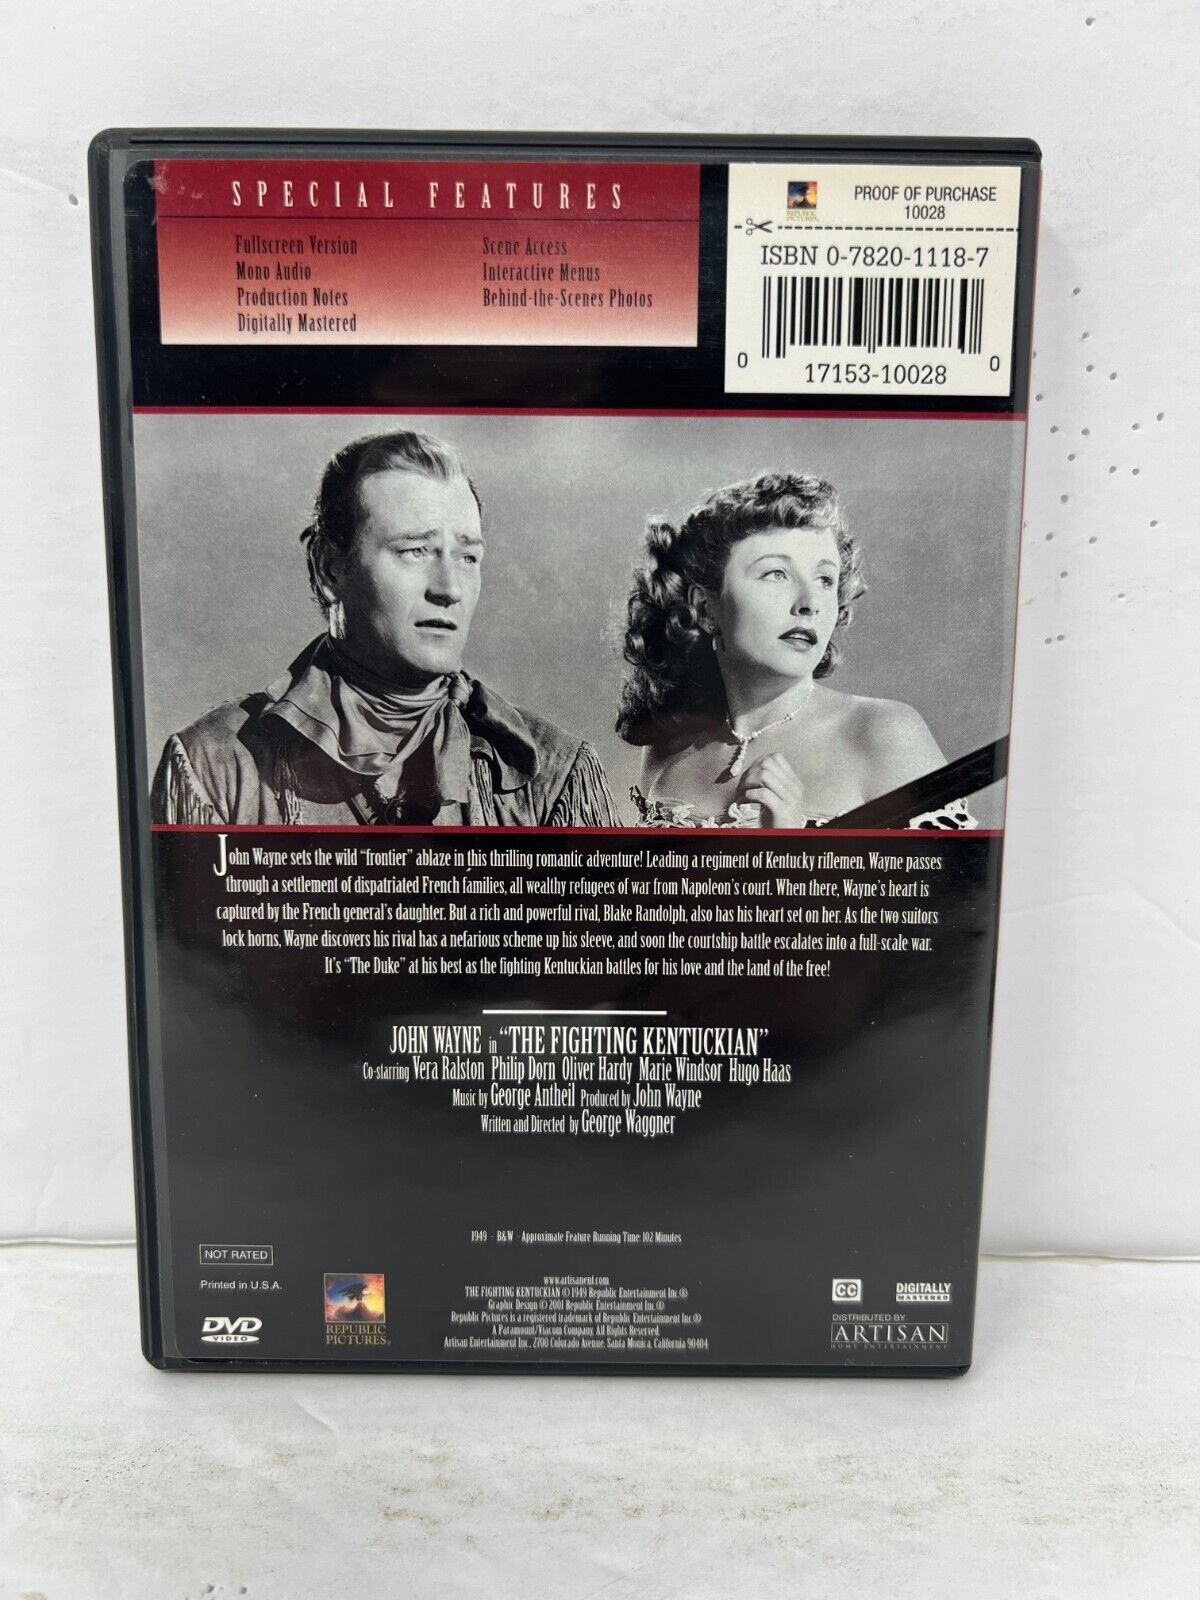 SPECIAL FEATURES
Fullscreen Version
Mono Audio
Production Notes
Digitally Mastered
Scene Access
Interactive Menus
Behind-the-Scenes Photos
REPUBLIC
PICTURES
PROOF OF PURCHASE
10028
ISBN 0-7820-1118-7
0 17153-10028 0
John Wayne sets the wild "frontier" ablaze in this thrilling romantic adventure! Leading a regiment of Kentucky riflemen, Wayne passes
through a settlement of dispatriated French families, all wealthy refugees of war from Napoleon's court. When there, Wayne's heart is
captured by the French general's daughter. But a rich and powerful rival, Blake Randolph, also has his heart set on her. As the two suitors
lock horns, Wayne discovers his rival has a nefarious scheme up his sleeve, and soon the courtship battle escalates into a full-scale war.
It's "The Duke" at his best as the fighting Kentuckian battles for his love and the land of the free!
JOHN WAYNE in "THE FIGHTING KENTUCKIAN"
Co-starring Vera Ralston Philip Dorn Oliver Hardy Marie Windsor Hugo Haas
Music by George Antheil Produced by John Wayne
Written and Directed by George Waggner
1949 - B&W - Approximate Feature Running Time: 102 Minutes
NOT RATED
Printed in U.S.A.
DVD
VIDEO
REPUBLIC
PICTURES®
www.artisanent.com
THE FIGHTING KENTUCKIAN © 1949 Republic Entertainment Inc.®
Graphic Design © 2001 Republic Entertainment Inc.®
Republic Pictures is a registered trademark of Republic Entertainment Inc.®
A Paramount/Viacom Company. All Rights Reserved.
Artisan Entertainment Inc., 2700 Colorado Avenue, Santa Monica, California 90404
CC
DIGITALLY
MASTERED
DISTRIBUTED BY
ARTISAN
HOME ENTERTAINMENT